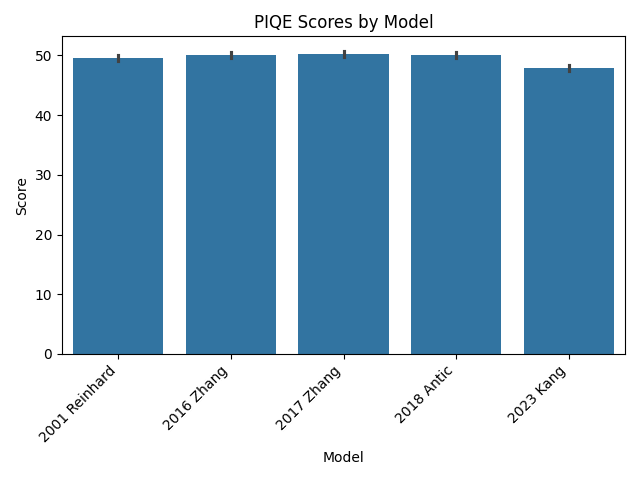 PIQE Scores by Model
Score
50
40
30
20
10
0
2001 Reinhard
2016 Zhang
2017 Zhang
2018 Antic
2023 Kang
Model